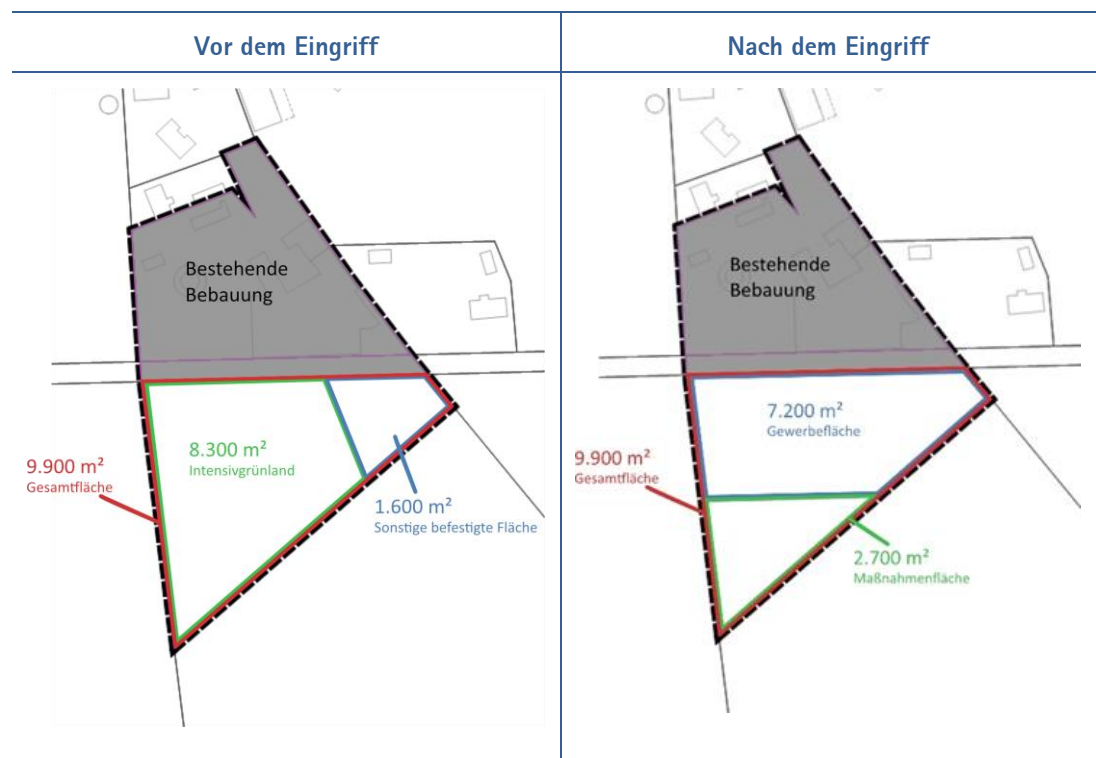 Vor dem Eingriff
Nach dem Eingriff
Bestehende
Bebauung
8.300 m²
Intensivgrünland
9.900 m²
Gesamtfläche
1.600 m²
Sonstige befestigte Fläche
Bestehende
Bebauung
7.200 m²
Gewerbefläche
9.900 m²
Gesamtfläche
2.700 m²
Maßnahmenfläche